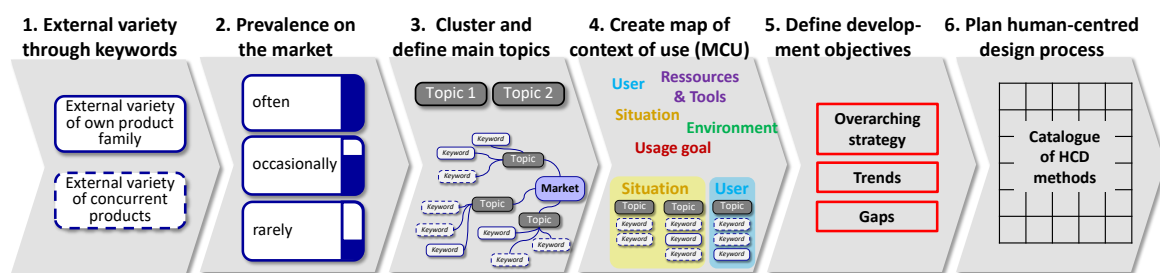 1. External variety
through keywords
2. Prevalence on
the market
3. Cluster and
define main topics
4. Create map of
context of use (MCU)
5. Define develop-
ment objectives
6. Plan human-centred
design process
External variety
of own product
family
External variety
of concurrent
products
often
occasionally
rarely
Topic 1
Topic 2
Keyword
Keyword
Topic
Keyword
Market
Keyword
Topic
Keyword
Topic
Keyword
Keyword
Keyword
Keyword
Keyword
User
Ressources
& Tools
Situation
Environment
Usage goal
Situation
User
Topic
Topic
Topic
Keyword
Keyword
Keyword
Keyword
Keyword
Keyword
Keyword
Keyword
Overarching
strategy
Trends
Gaps
Catalogue
of HCD
methods